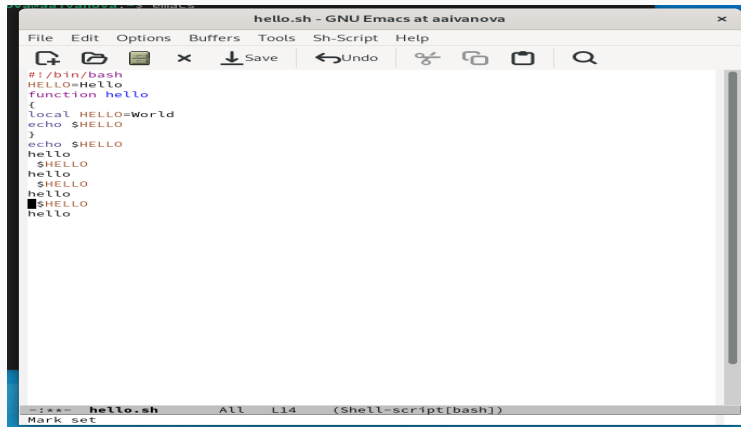 hello.sh - GNU Emacs at aaivanova
File Edit Options Buffers Tools Sh-Script Help
Save Undo
#!/bin/bash
HELLO=Hello
function hello
{
local HELLO=World
echo $HELLO
}
echo $HELLO
hello
 $HELLO
hello
 $HELLO
hello
 $HELLO
hello
-:**- hello.sh All L14 (Shell-script[bash])
Mark set